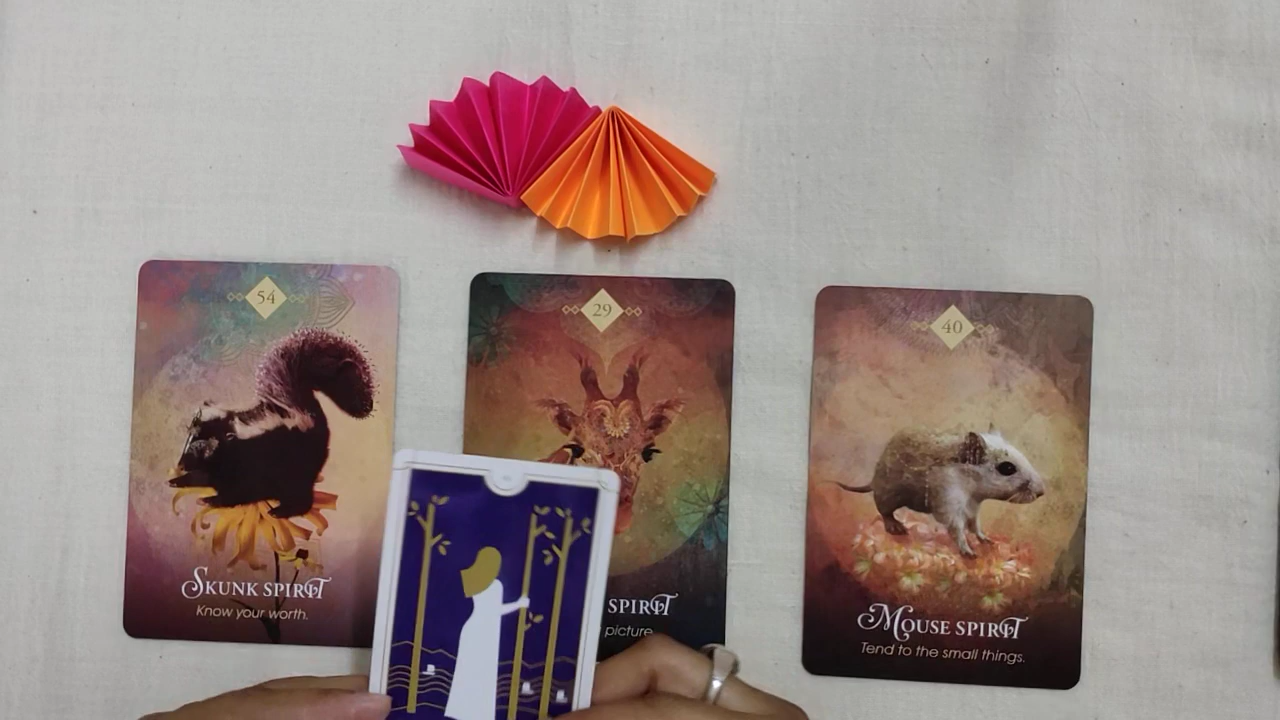 54
SKUNK SPIRIT
Know your worth.
29
SPIRIT
picture
40
MOUSE SPIRIT
Tend to the small things.